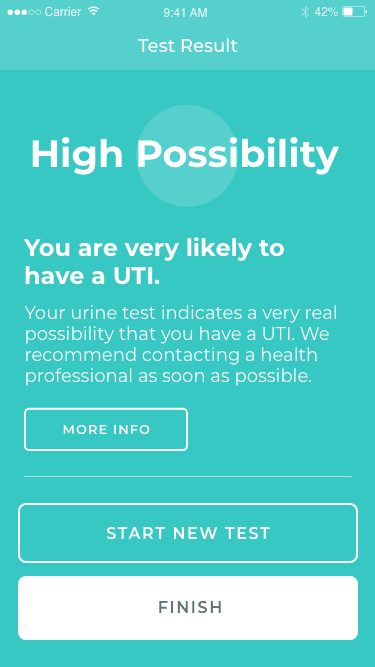 Carrier 9:41 AM 42%
Test Result
High Possibility
You are very likely to
have a UTI.
Your urine test indicates a very real
possibility that you have a UTI. We
recommend contacting a health
professional as soon as possible.
MORE INFO
START NEW TEST
FINISH